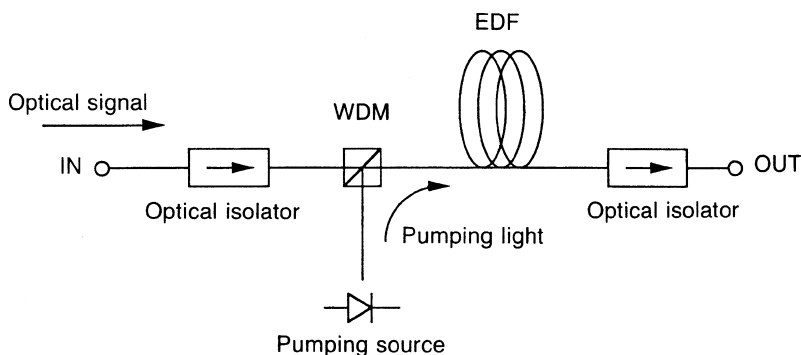 EDF
Optical signal
WDM
IN
OUT
Optical isolator
Optical isolator
Pumping light
Pumping source